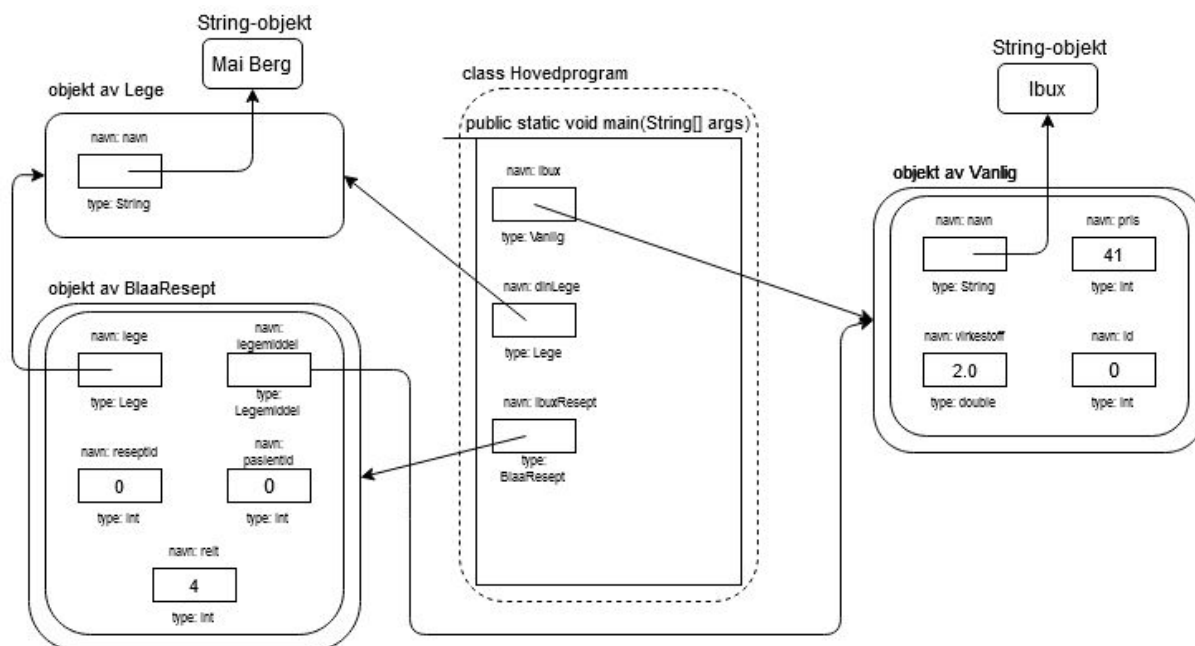 String-objekt
Mai Berg
objekt av Lege
navn: navn
type: String
objekt av BlaaResept
navn: lege
type: Lege
navn:
legemiddel
type:
Legemiddel
navn: reseptId
0
type: int
navn:
pasientId
0
type: int
navn: reit
4
type: int
class Hovedprogram
public static void main(String[] args)
navn: ibux
type: Vanlig
navn: dinLege
type: Lege
navn: ibuxResept
type:
BlaaResept
String-objekt
Ibux
objekt av Vanlig
navn: navn
type: String
navn: pris
41
type: int
navn: virkestoff
2.0
type: double
navn: id
0
type: int